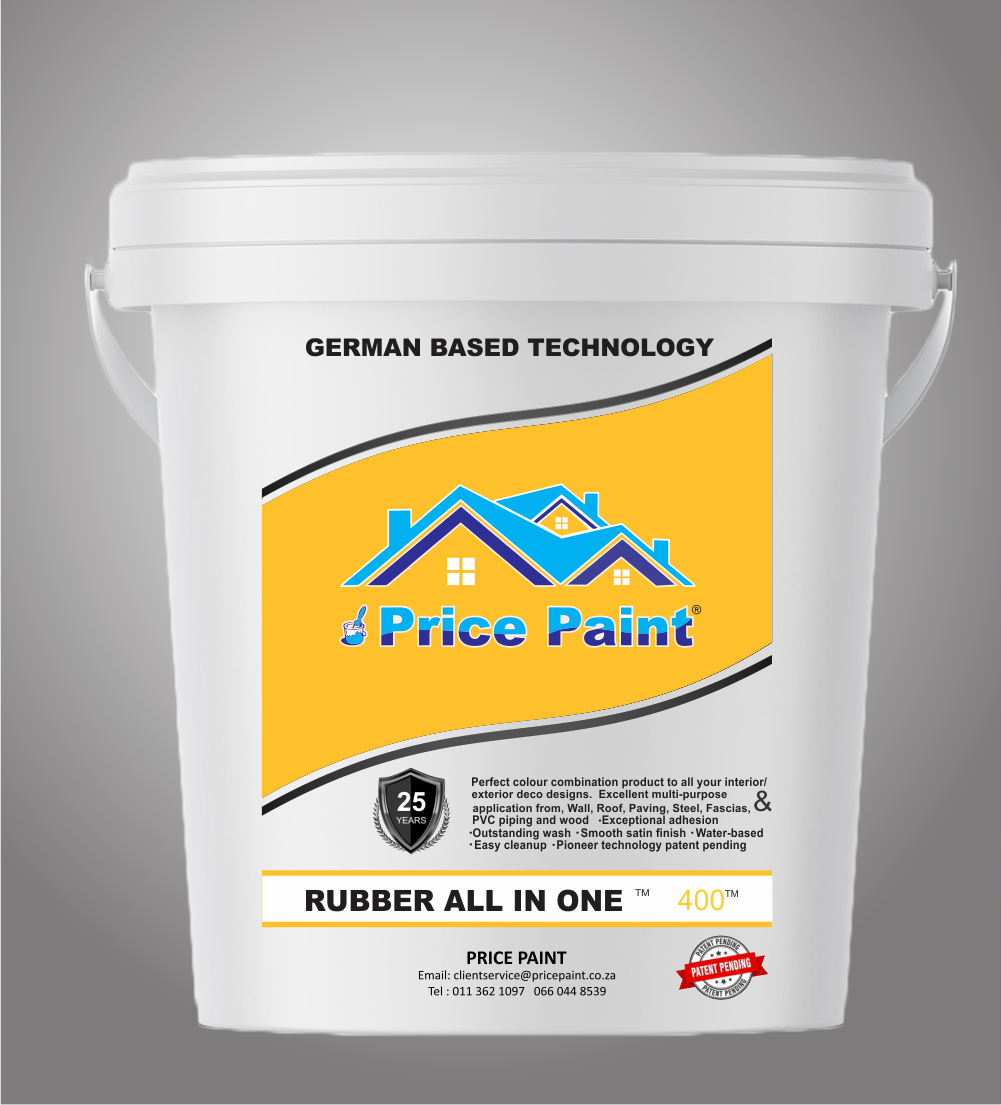 GERMAN BASED TECHNOLOGY
Price Paint®
25
YEARS
Perfect colour combination product to all your interior/
exterior deco designs. Excellent multi-purpose
application from, Wall, Roof, Paving, Steel, Fascias, &
PVC piping and wood ·Exceptional adhesion
·Outstanding wash ·Smooth satin finish ·Water-based
·Easy cleanup ·Pioneer technology patent pending
RUBBER ALL IN ONE ™ 400™
PRICE PAINT
Email: clientservice@pricepaint.co.za
Tel : 011 362 1097 066 044 8539
PATENT PENDING
PATENT PENDING
PATENT PENDING